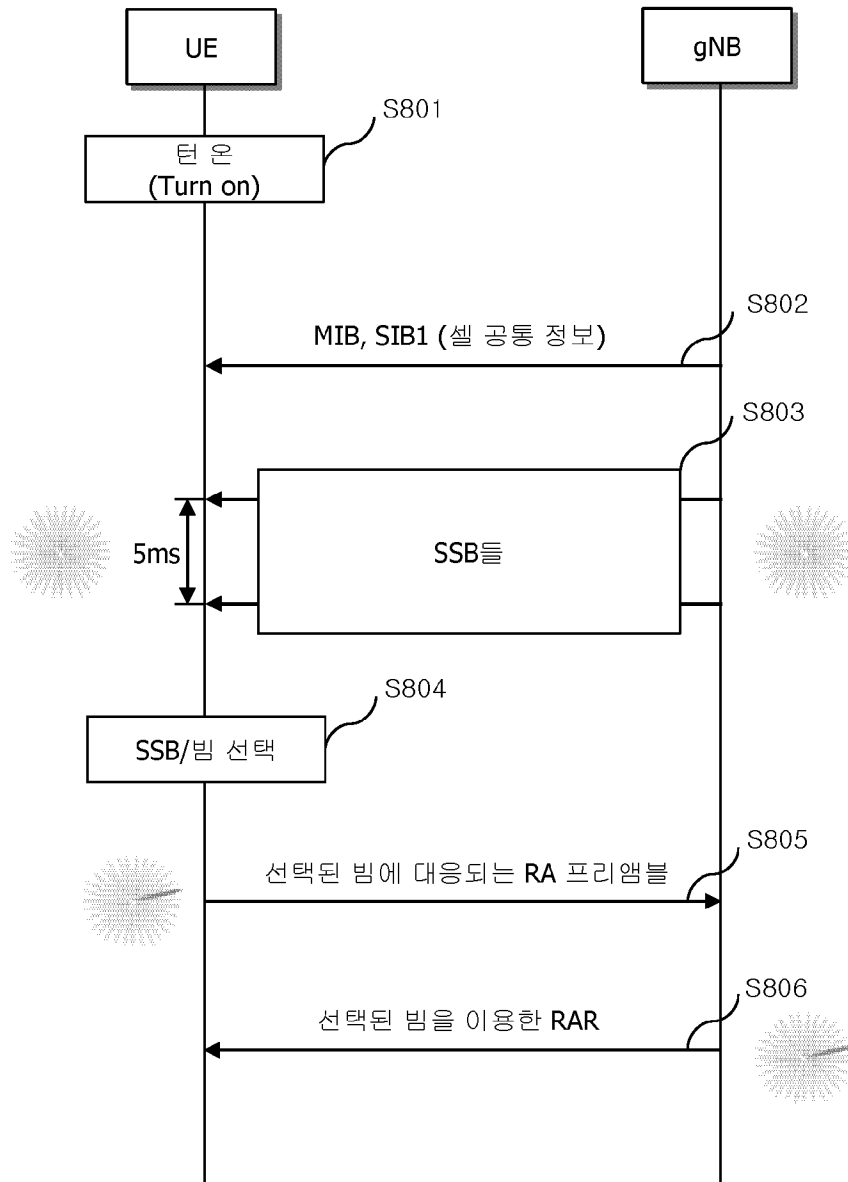 UE
gNB
S801
턴 온
(Turn on)
S802
MIB, SIB1 (셀 공통 정보)
S803
5ms
SSB들
S804
SSB/빔 선택
S805
선택된 빔에 대응되는 RA 프리앰블
S806
선택된 빔을 이용한 RAR